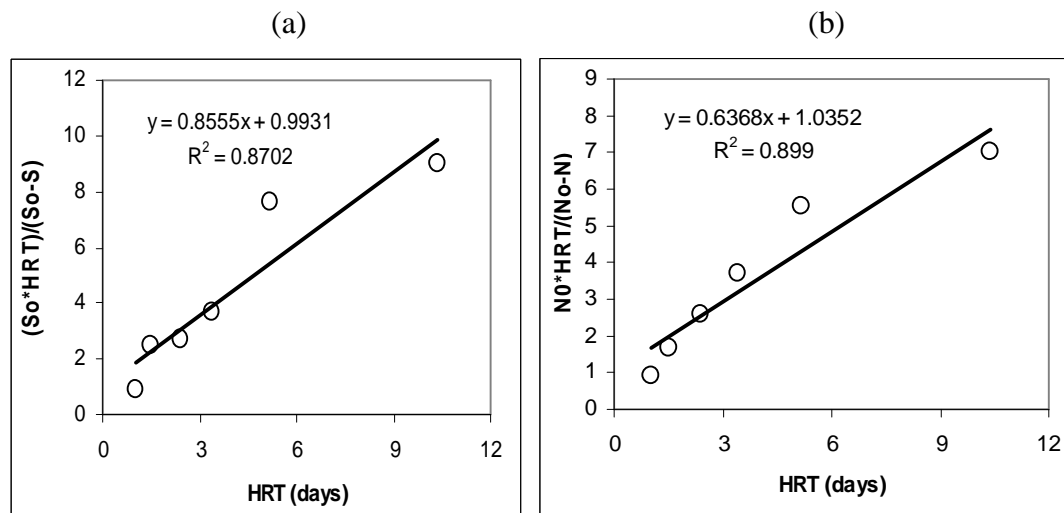 (a)
(b)
12
10
8
6
4
2
0
(So*HRT)/(So-S)
y = 0.8555x + 0.9931
R² = 0.8702
0 3 6 9 12
HRT (days)
9
8
7
6
5
4
3
2
1
0
N0*HRT/(No-N)
y = 0.6368x + 1.0352
R² = 0.899
0 3 6 9 12
HRT (days)